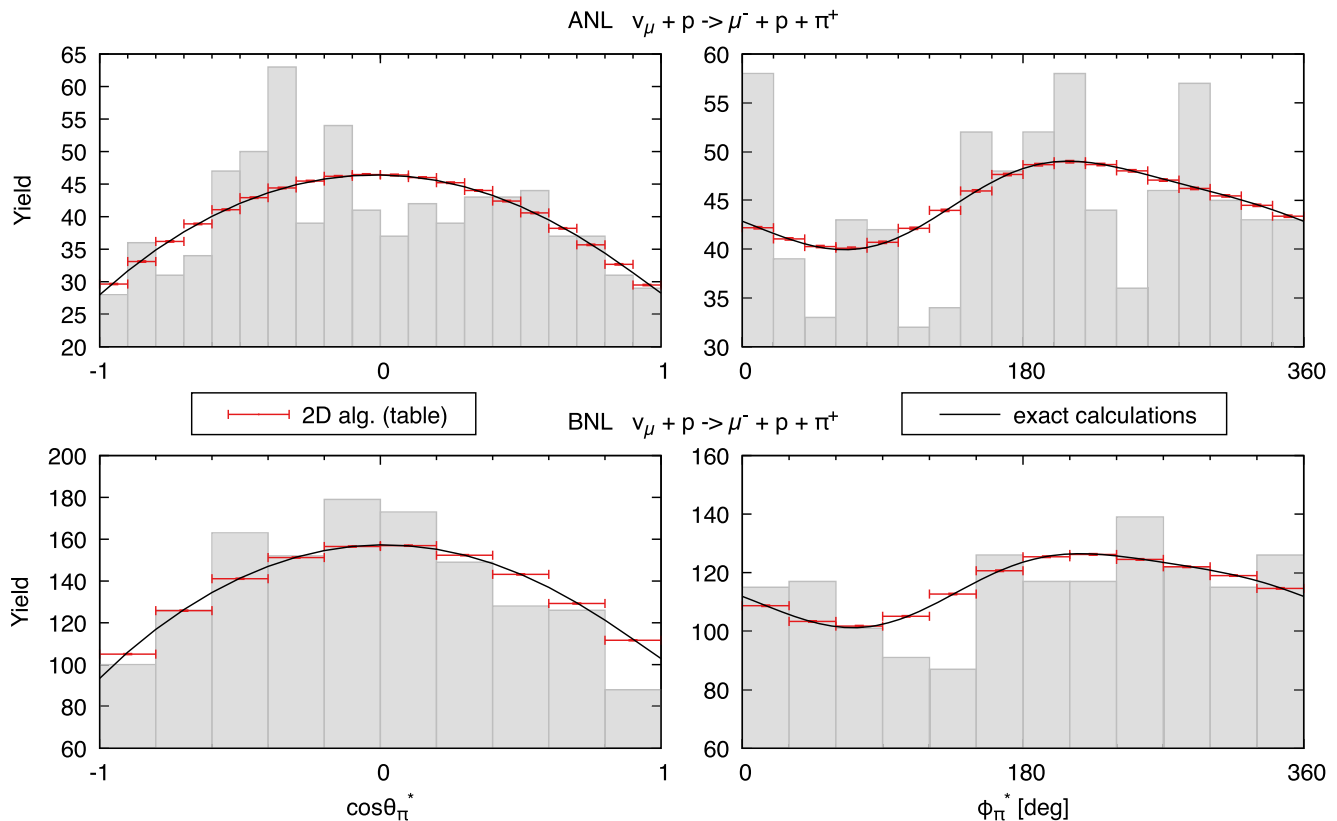 ANL ν_μ + p -> μ⁻ + p + π⁺
65
60
55
50
45
40
35
30
25
20
Yield
-1 0 1
60
55
50
45
40
35
30
0 180 360
2D alg. (table)
exact calculations
BNL ν_μ + p -> μ⁻ + p + π⁺
200
180
160
140
120
100
80
60
Yield
-1 0 1
cosθ_π^*
160
140
120
100
80
60
0 180 360
ϕ_π^* [deg]